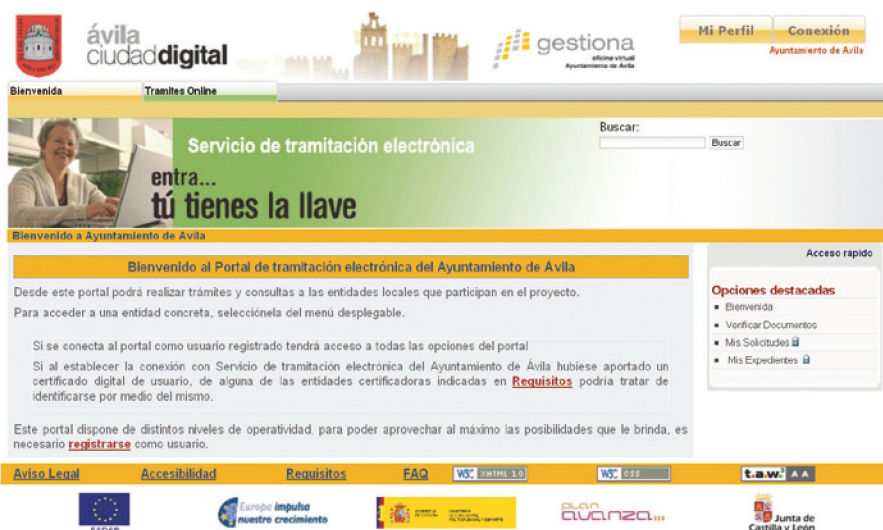 ávila
ciudaddigital
gestiona
oficina virtual
Ayuntamiento de Avila
Mi Perfil Conexión
Ayuntamiento de Avila
Bienvenida Tramites Online
Servicio de tramitación electrónica
entra...
tú tienes la llave
Buscar:
Buscar
Bienvenido a Ayuntamiento de Avila
Bienvenido al Portal de tramitación electrónica del Ayuntamiento de Ávila
Desde este portal podrá realizar trámites y consultas a las entidades locales que participan en el proyecto.
Para acceder a una entidad concreta, selecciónela del menú desplegable.
Si se conecta al portal como usuario registrado tendrá acceso a todas las opciones del portal
Si al establecer la conexión con Servicio de tramitación electrónica del Ayuntamiento de Ávila hubiese aportado un
certificado digital de usuario, de alguna de las entidades certificadoras indicadas en Requisitos podría tratar de
identificarse por medio del mismo.
Este portal dispone de distintos niveles de operatividad, para poder aprovechar al máximo las posibilidades que le brinda, es
necesario registrarse como usuario.
Acceso rápido
Opciones destacadas
Bienvenida
Verificar Documentos
Mis Solicitudes
Mis Expedientes
Aviso Legal Accesibilidad Requisitos FAQ W3C XHTML 1.0 W3C CSS t.a.w. AA
Europa impulsa
nuestro crecimiento
plan
avanza
Junta de
Castilla y León